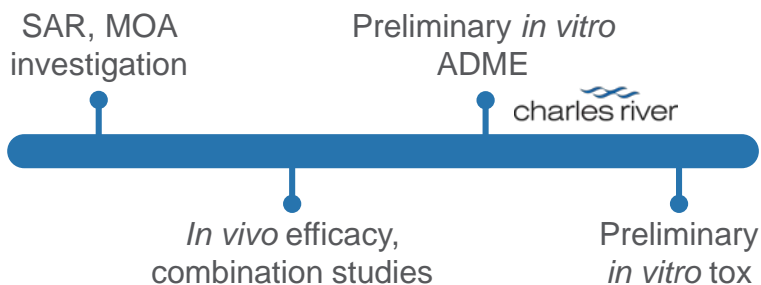 SAR, MOA
investigation
Preliminary in vitro
ADME
charles river
In vivo efficacy,
combination studies
Preliminary
in vitro tox